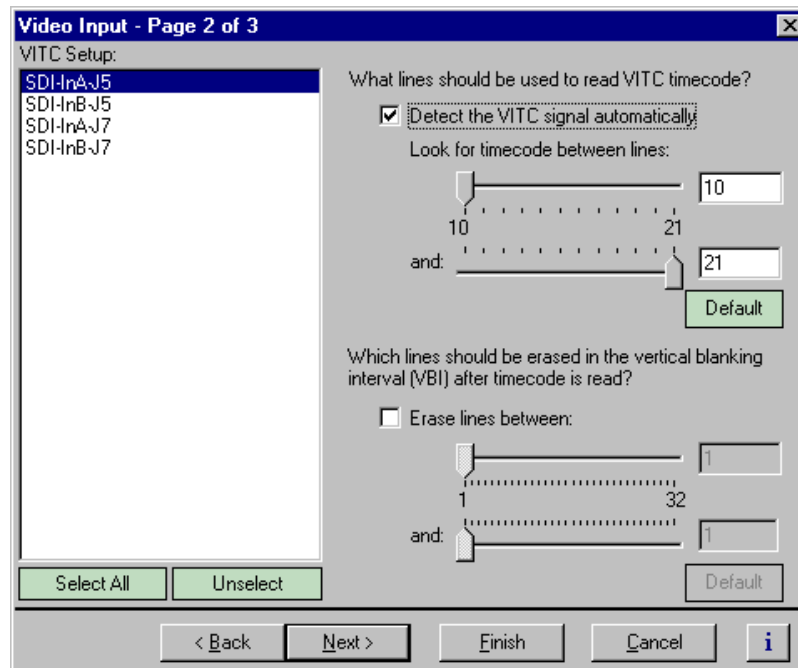 Video Input - Page 2 of 3
VITC Setup:
SDI-InA-J5
SDI-InB-J5
SDI-InA-J7
SDI-InB-J7
Select All
Unselect
What lines should be used to read VITC timecode?
Detect the VITC signal automatically
Look for timecode between lines:
10
10 21
and:
21
Default
Which lines should be erased in the vertical blanking
interval (VBI) after timecode is read?
Erase lines between:
1
1 32
and:
1
Default
< Back
Next >
Finish
Cancel
i